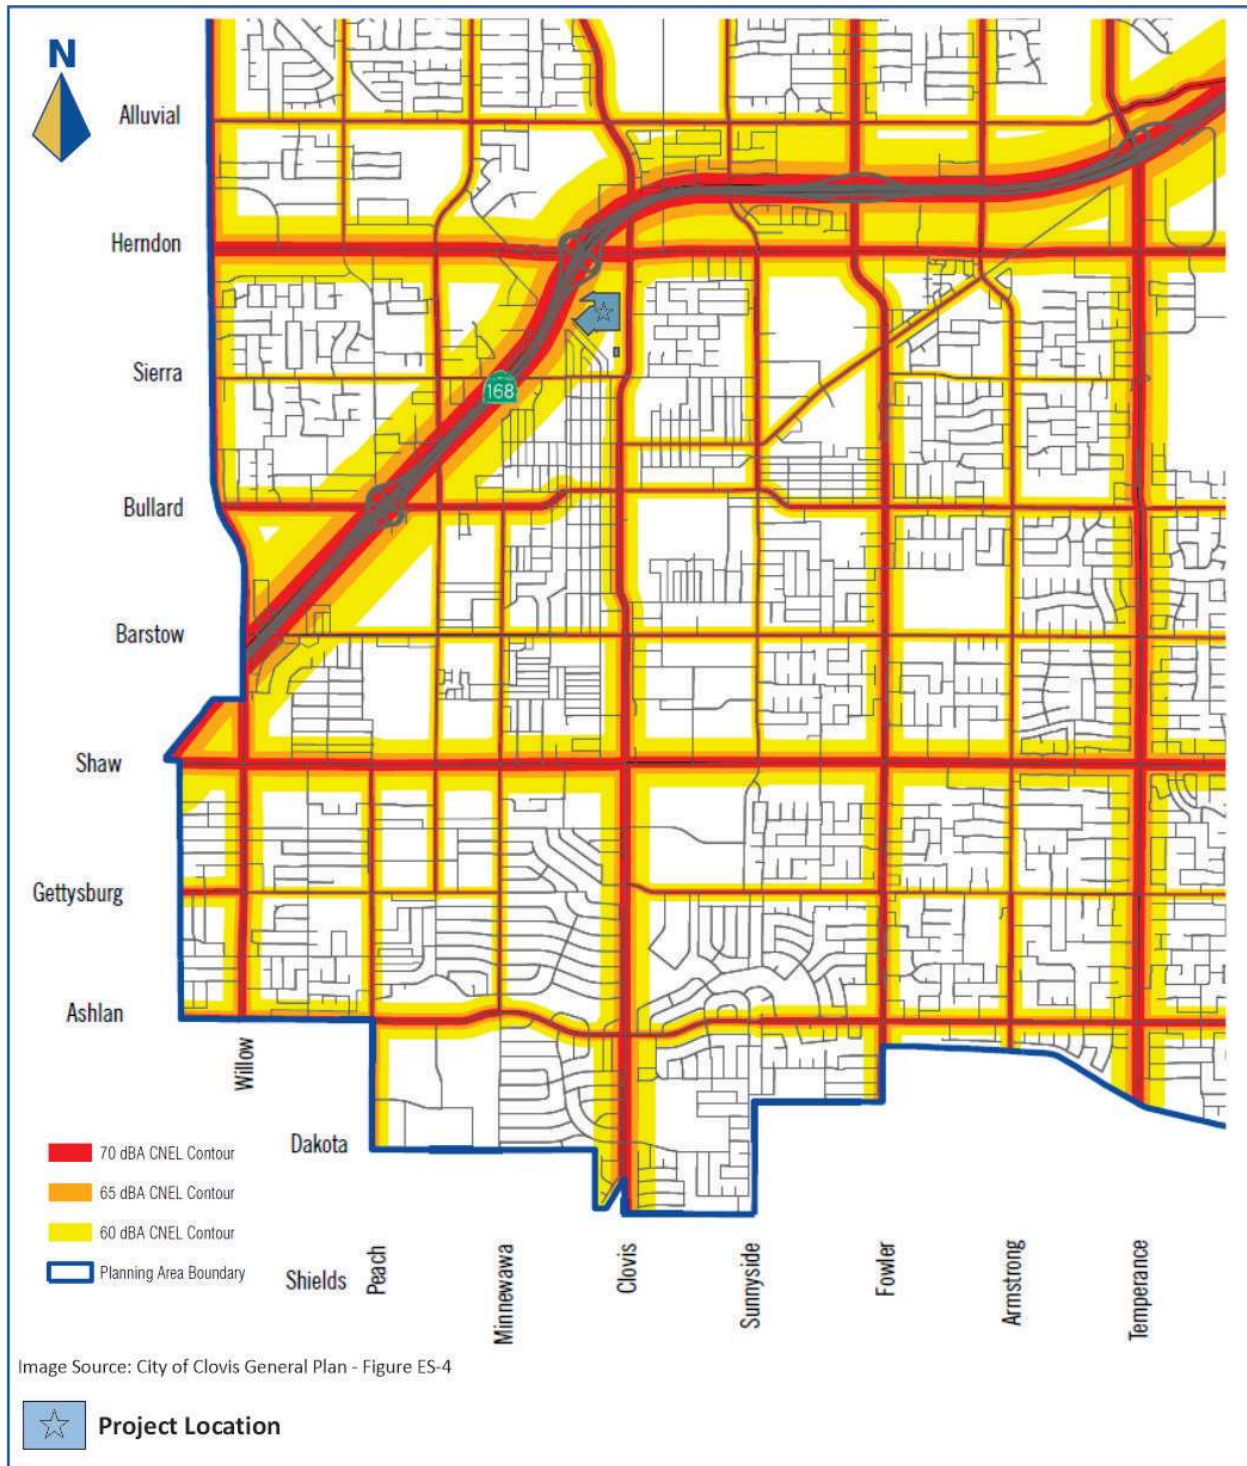 N
Alluvial
Herndon
Sierra
168
Bullard
Barstow
Shaw
Gettysburg
Ashlan
Willow
Dakota
70 dBA CNEL Contour
65 dBA CNEL Contour
60 dBA CNEL Contour
Planning Area Boundary
Shields
Peach
Minnewawa
Clovis
Sunnyside
Fowler
Armstrong
Temperance
Image Source: City of Clovis General Plan - Figure ES-4
Project Location